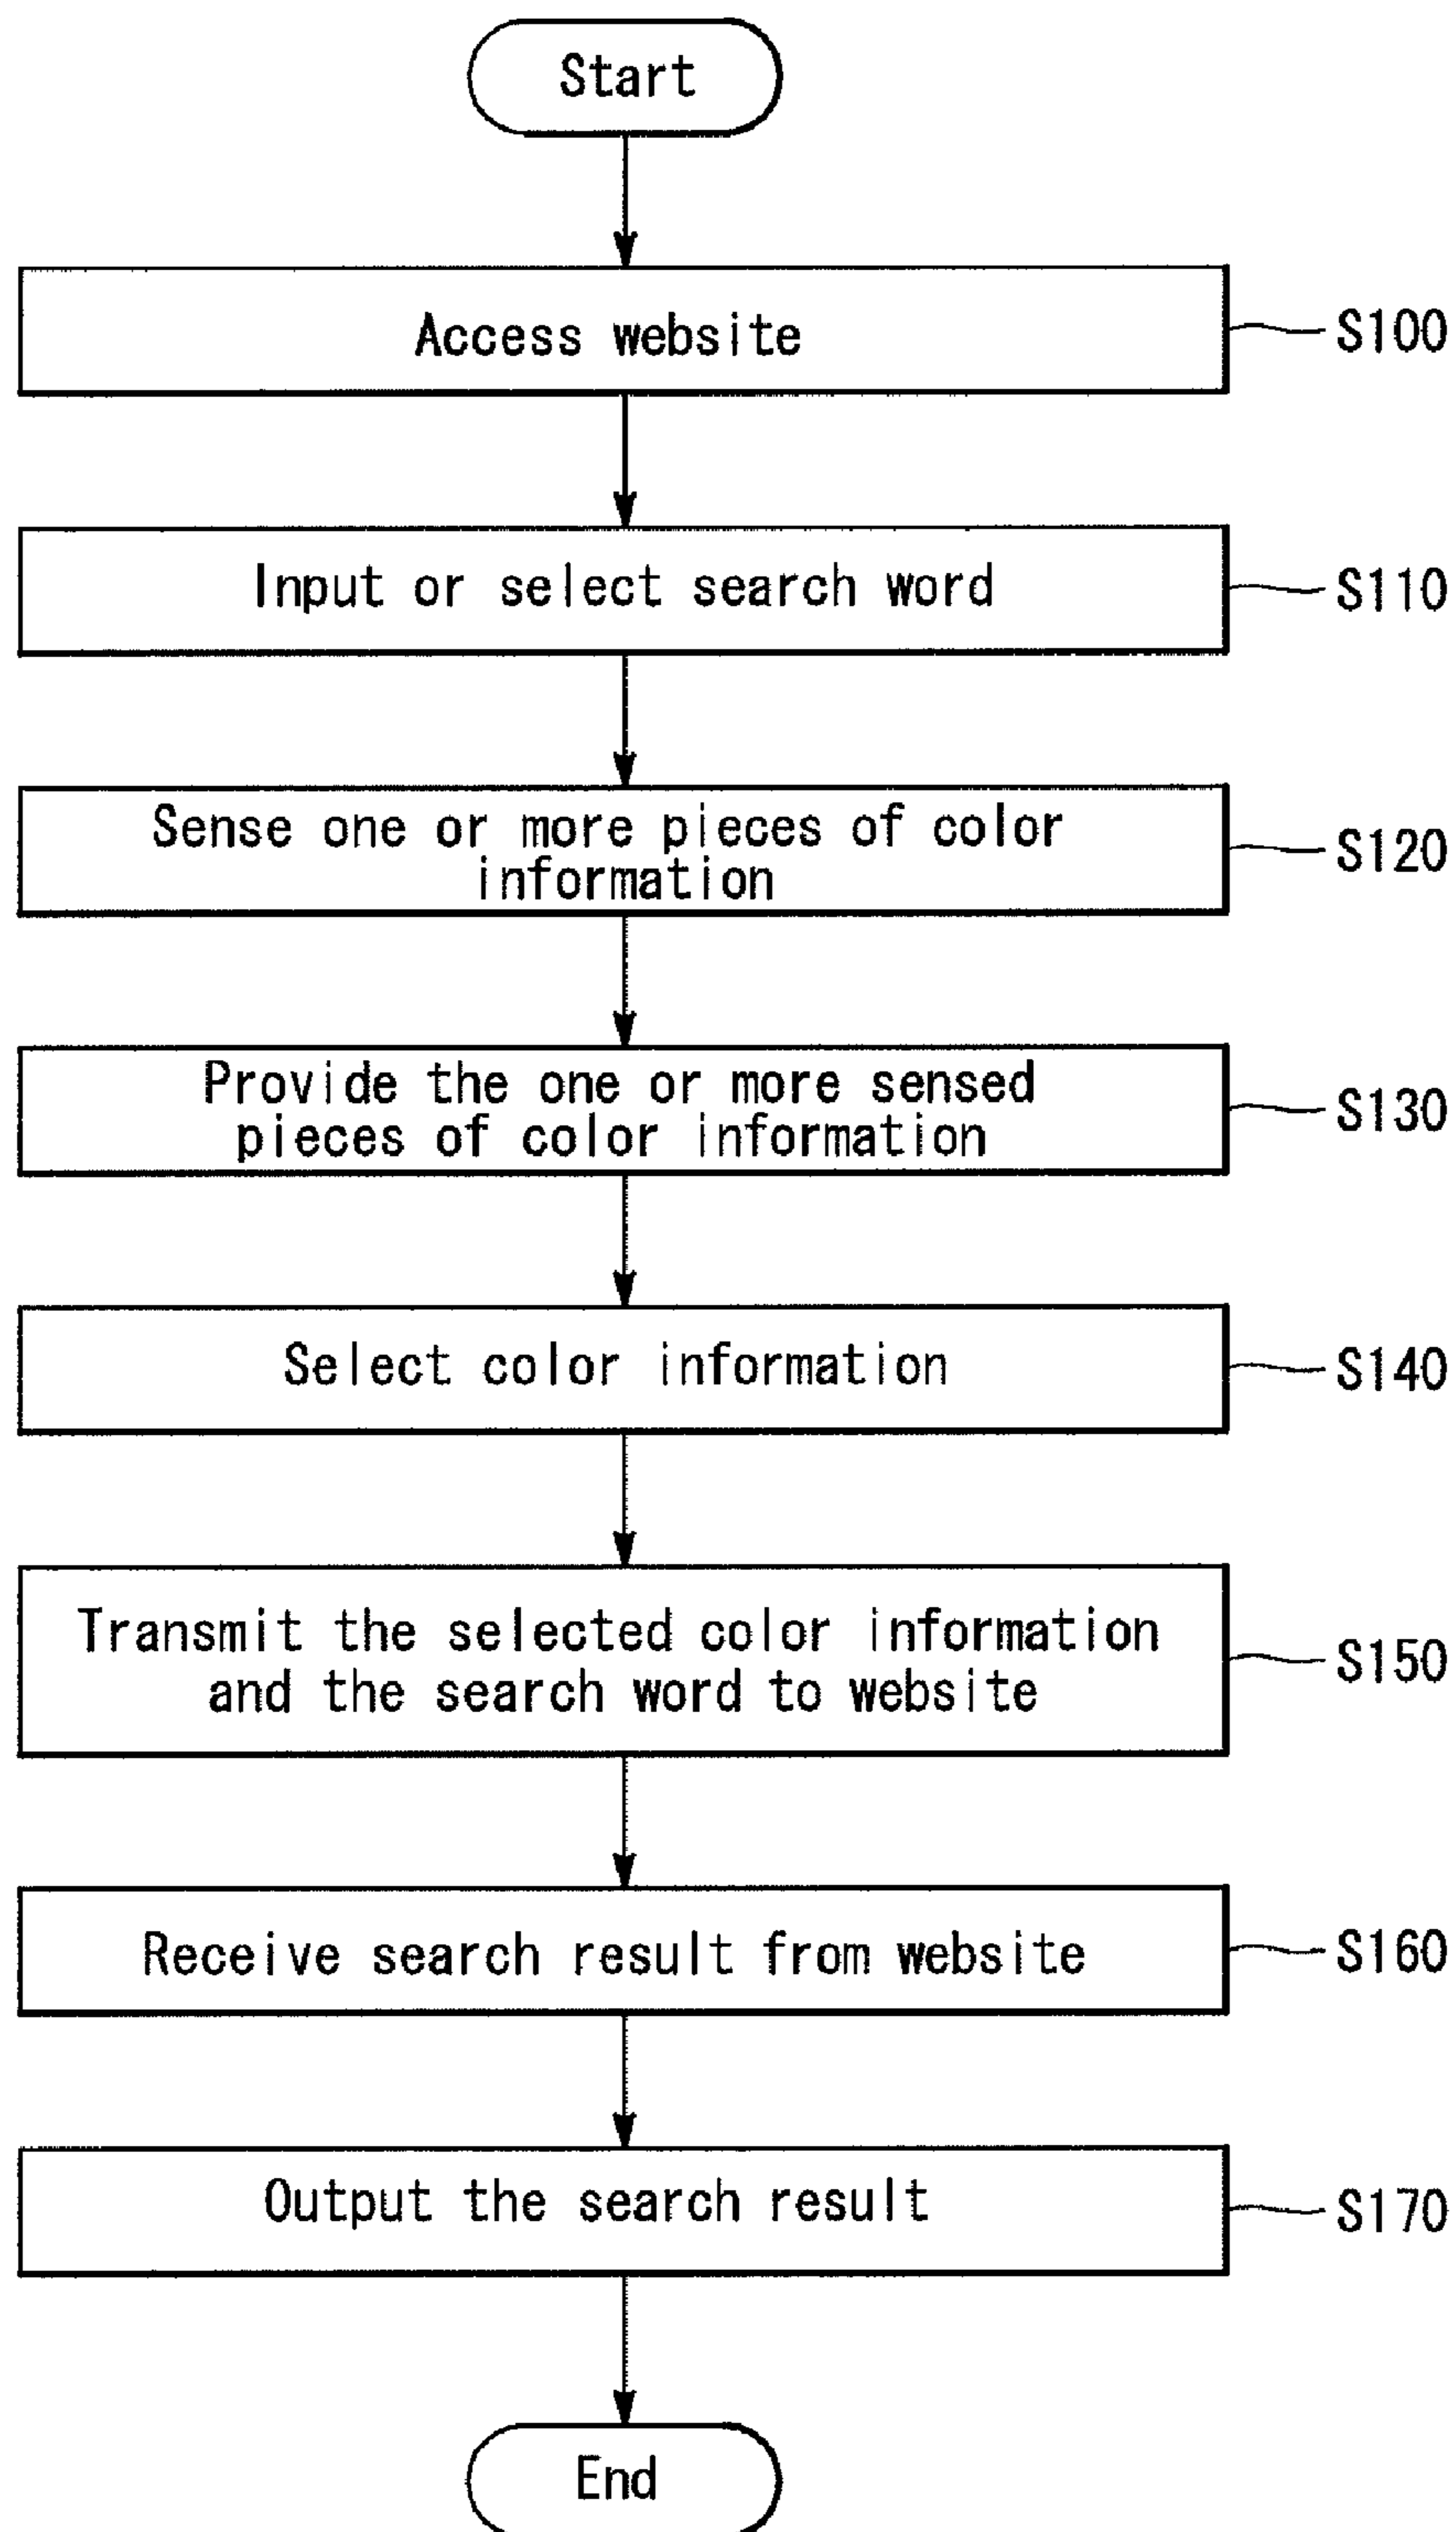 Start
Access website
S100
Input or select search word
S110
Sense one or more pieces of color
information
S120
Provide the one or more sensed
pieces of color information
S130
Select color information
S140
Transmit the selected color information
and the search word to website
S150
Receive search result from website
S160
Output the search result
S170
End